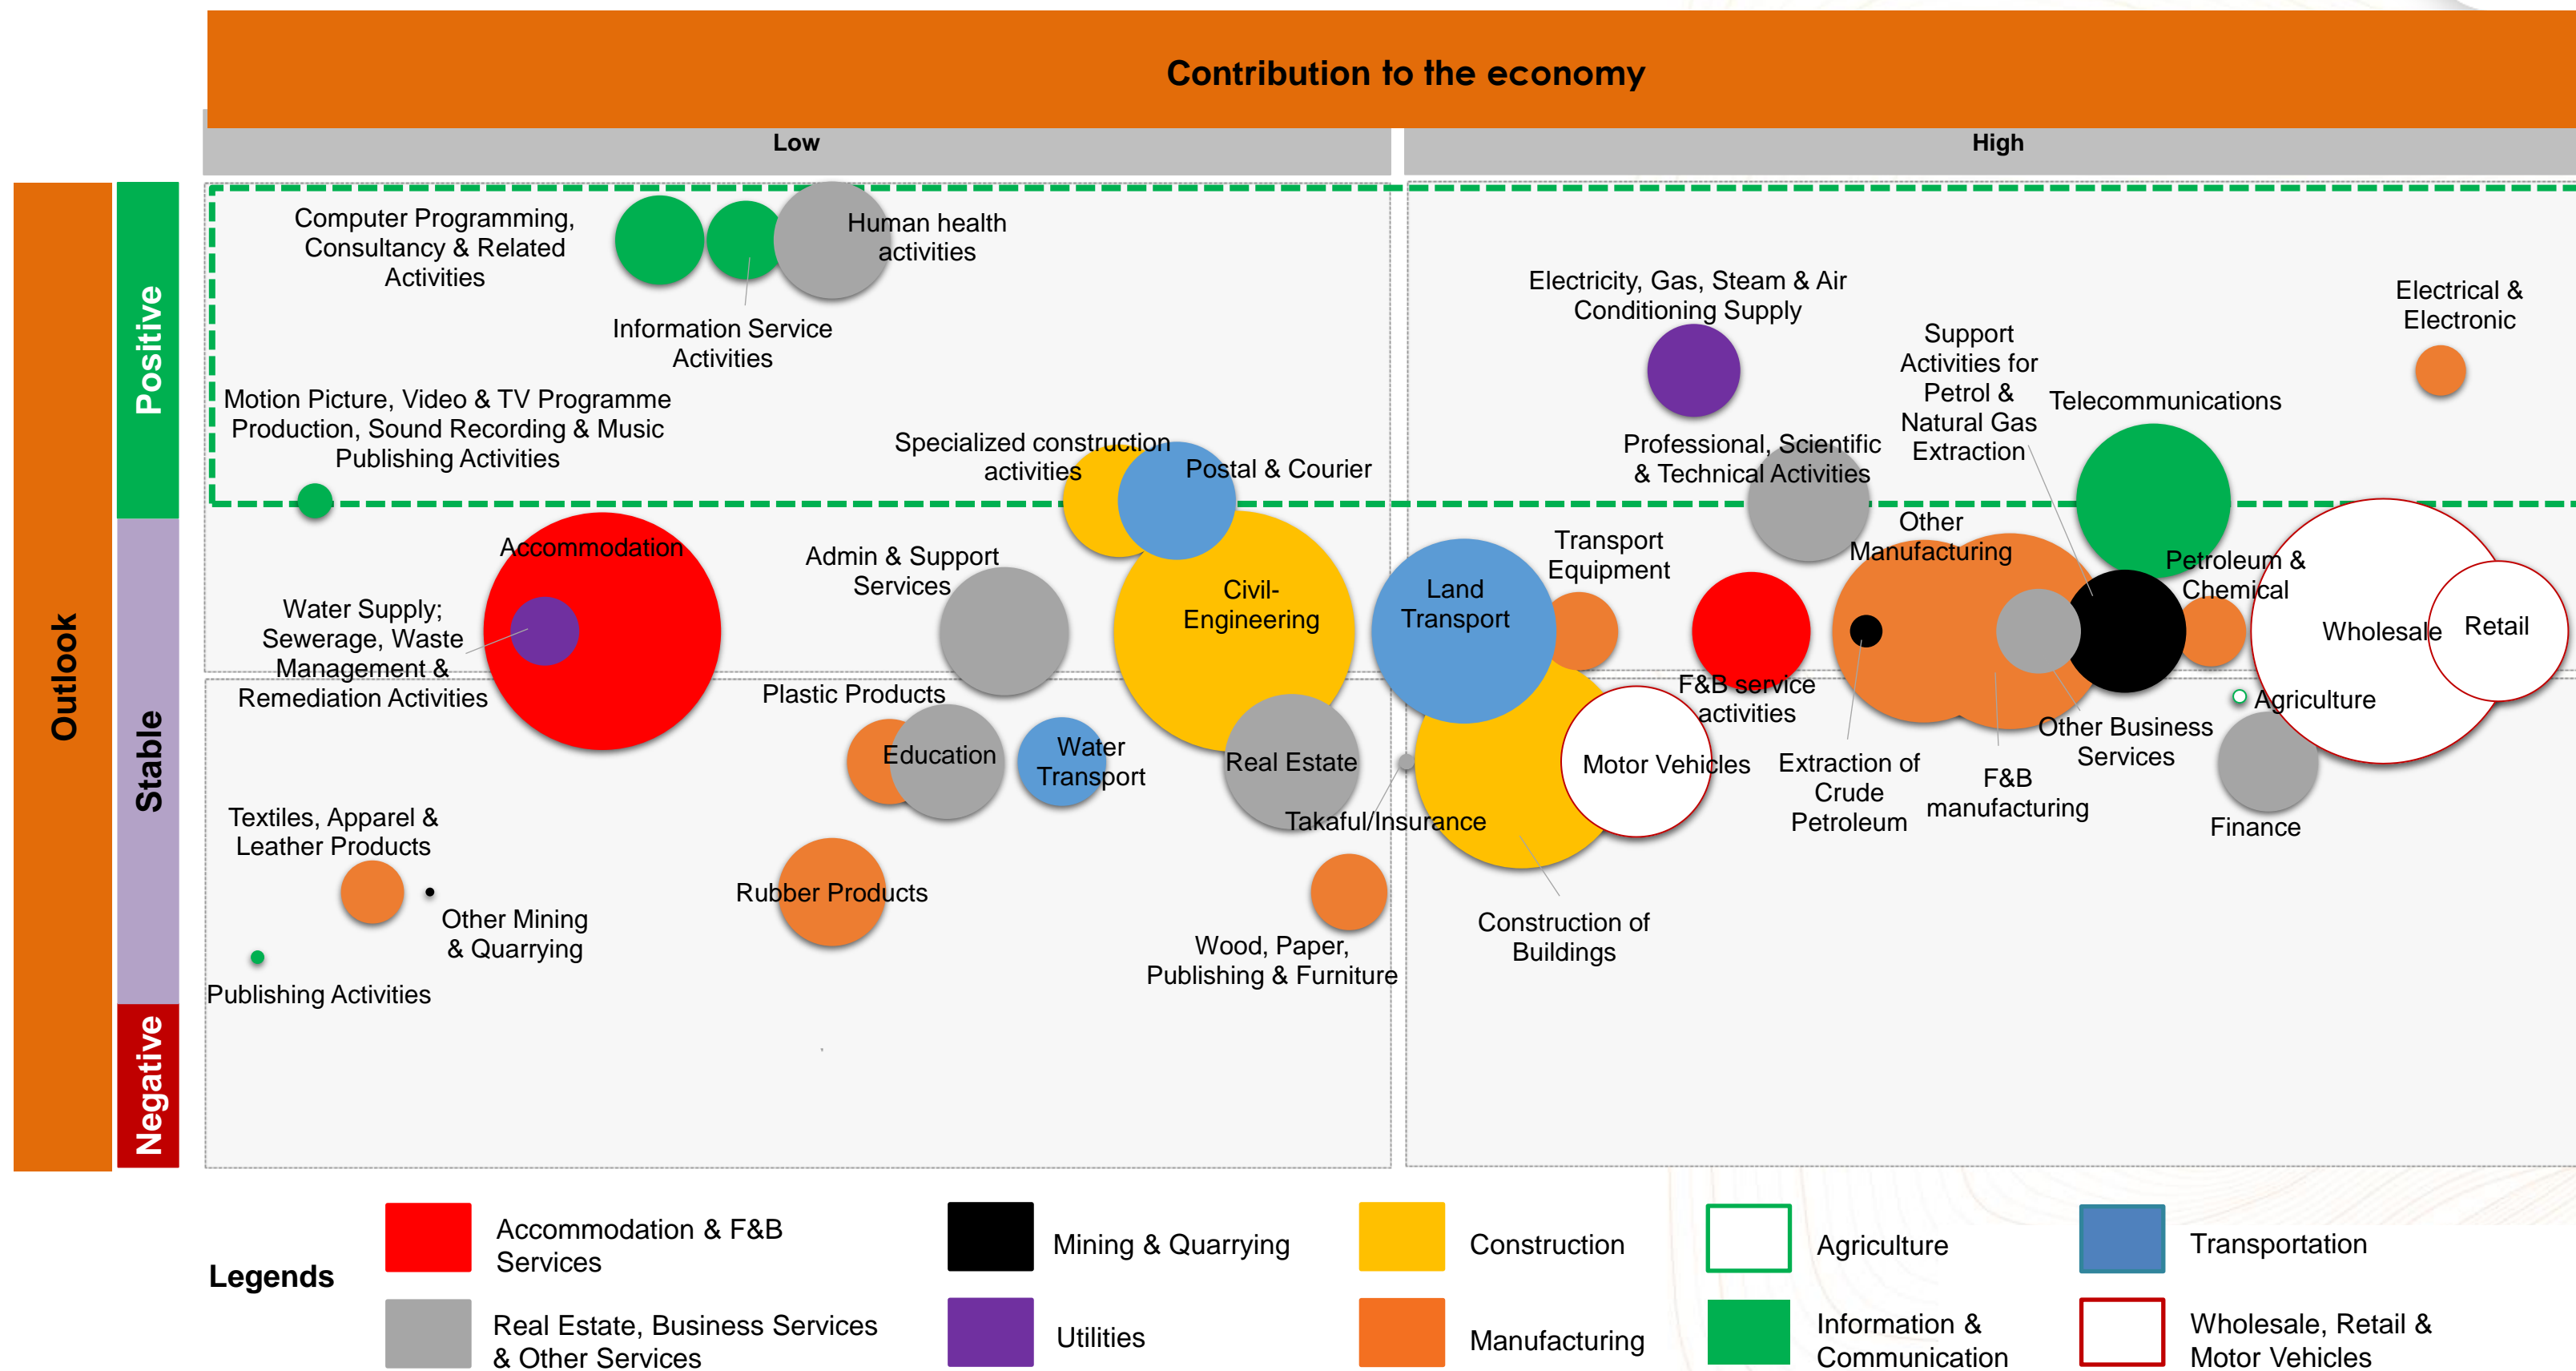 Contribution to the economy
Low
High
Outlook
Positive
Stable
Negative
Computer Programming,
Consultancy & Related
Activities
Human health
activities
Information Service
Activities
Motion Picture, Video & TV Programme
Production, Sound Recording & Music
Publishing Activities
Specialized construction
activities
Postal & Courier
Electricity, Gas, Steam & Air
Conditioning Supply
Support
Activities for
Petrol &
Natural Gas
Extraction
Electrical &
Electronic
Telecommunications
Professional, Scientific
& Technical Activities
Accommodation
Admin & Support
Services
Water Supply;
Sewerage, Waste
Management &
Remediation Activities
Civil-
Engineering
Land
Transport
Transport
Equipment
Other
Manufacturing
Petroleum &
Chemical
Wholesale
Retail
Plastic Products
Education
Water
Transport
Real Estate
Takaful/Insurance
Motor Vehicles
F&B service
activities
Extraction of
Crude
Petroleum
F&B
manufacturing
Other Business
Services
Agriculture
Finance
Textiles, Apparel &
Leather Products
Other Mining
& Quarrying
Publishing Activities
Rubber Products
Wood, Paper,
Publishing & Furniture
Construction of
Buildings
Legends
Accommodation & F&B
Services
Mining & Quarrying
Construction
Agriculture
Transportation
Real Estate, Business Services
& Other Services
Utilities
Manufacturing
Information &
Communication
Wholesale, Retail &
Motor Vehicles